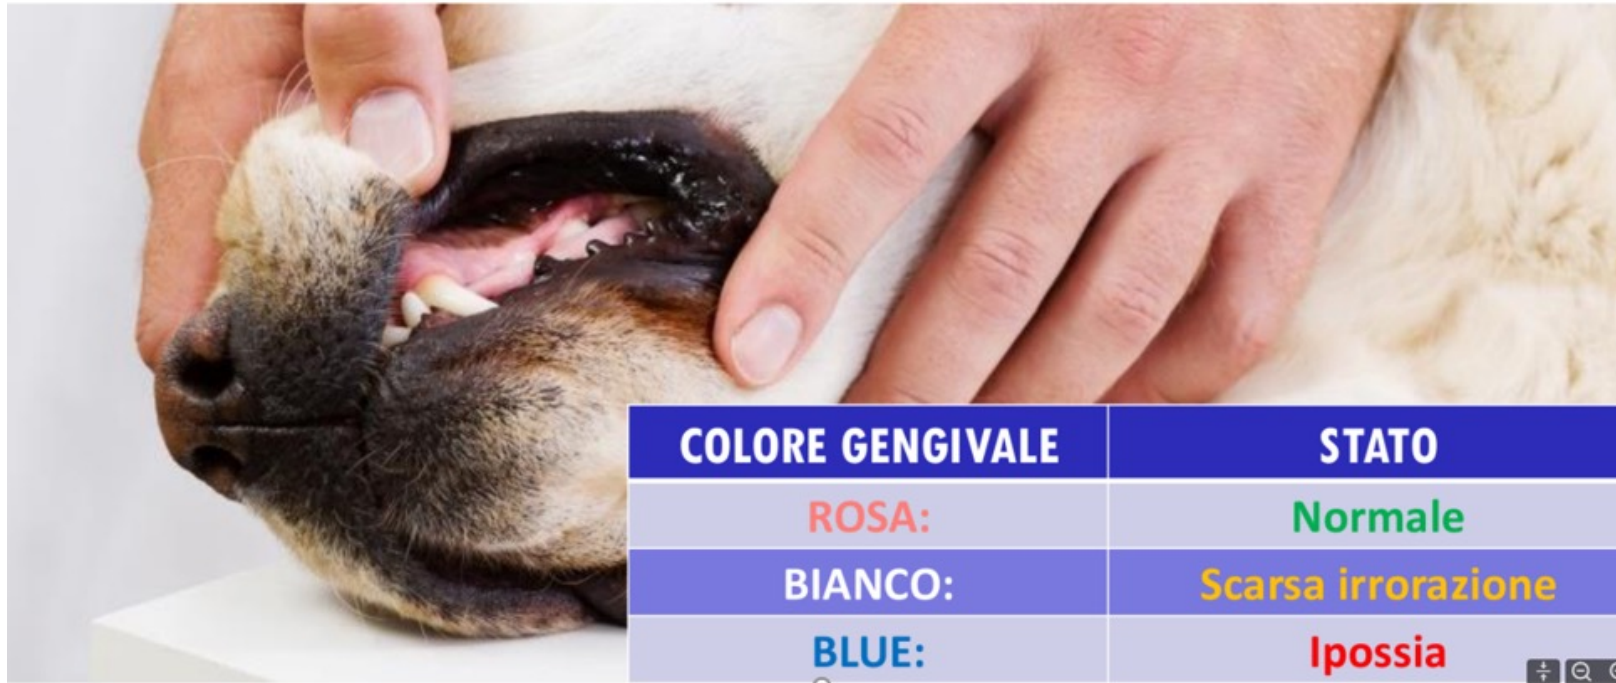 COLORE GENGIVALE STATO
ROSA: Normale
BIANCO: Scarsa irrorazione
BLUE: Ipossia